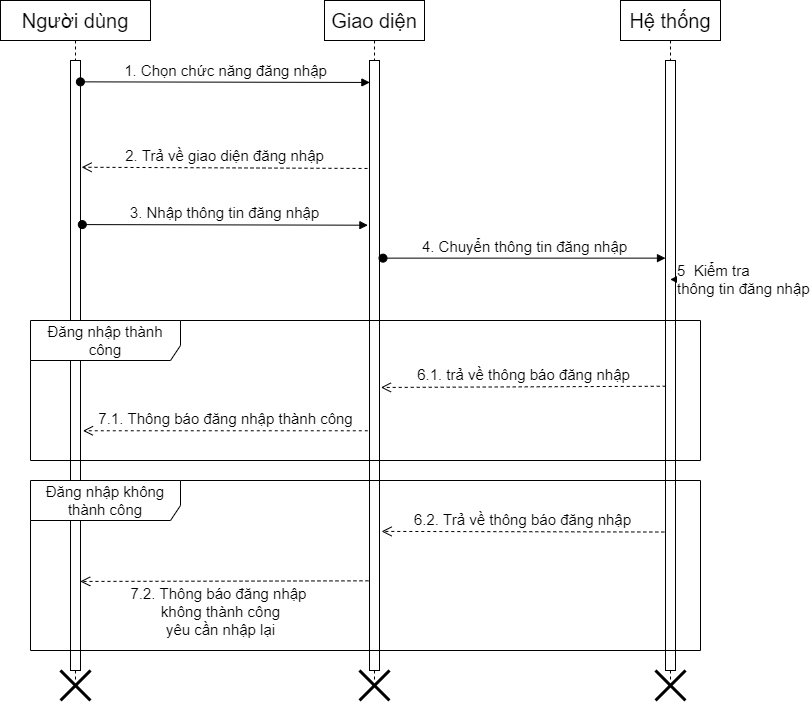 Người dùng
Giao diện
Hệ thống
1. Chọn chức năng đăng nhập
2. Trả về giao diện đăng nhập
3. Nhập thông tin đăng nhập
4. Chuyển thông tin đăng nhập
5 Kiểm tra
thông tin đăng nhập
Đăng nhập thành
công
6.1. trả về thông báo đăng nhập
7.1. Thông báo đăng nhập thành công
Đăng nhập không
thành công
6.2. Trả về thông báo đăng nhập
7.2. Thông báo đăng nhập
không thành công
yêu cần nhập lại